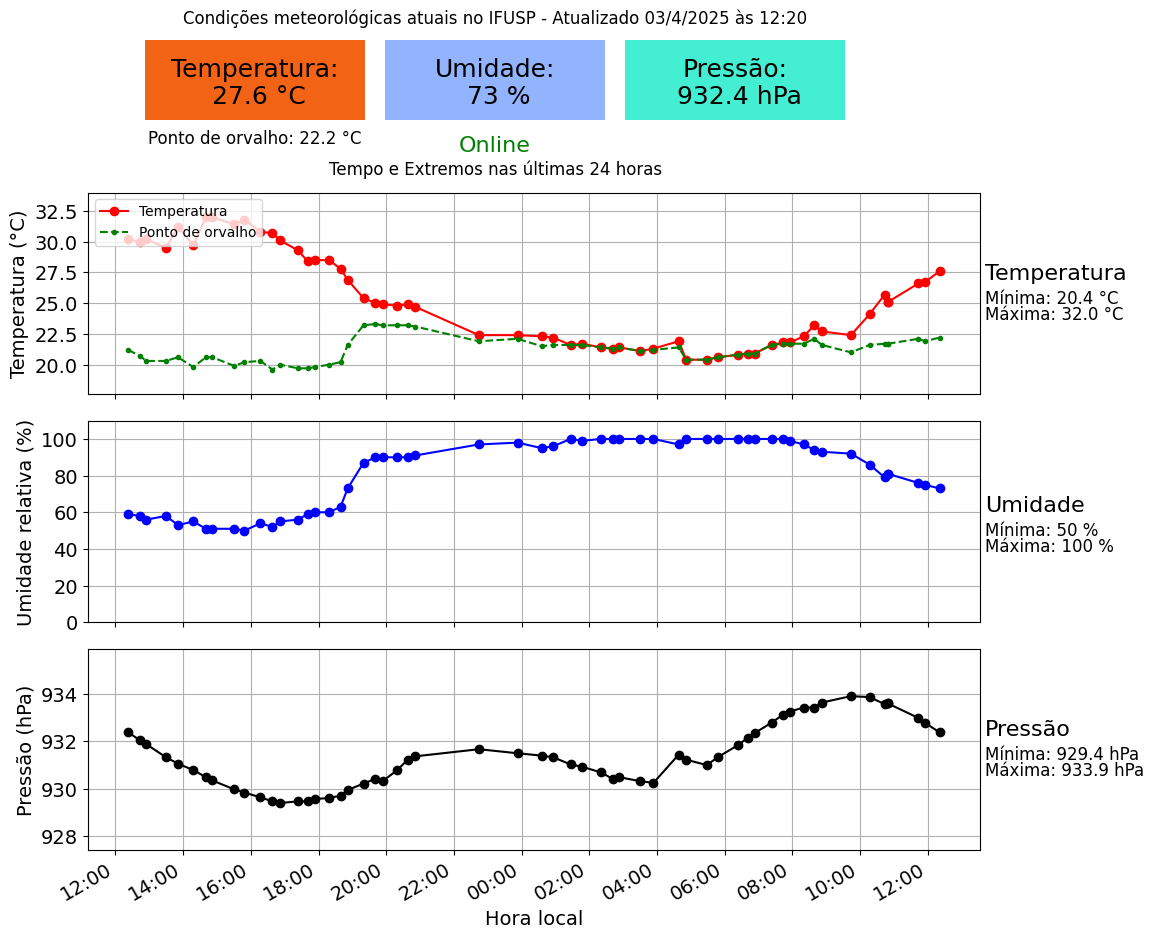 Condições meteorológicas atuais no IFUSP - Atualizado 03/4/2025 às 12:20
Temperatura:
27.6 °C
Umidade:
73 %
Pressão:
932.4 hPa
Ponto de orvalho: 22.2 °C
Online
Tempo e Extremos nas últimas 24 horas
Temperatura (°C)
32.5
30.0
27.5
25.0
22.5
20.0
Temperatura
Ponto de orvalho
Temperatura
Mínima: 20.4 °C
Máxima: 32.0 °C
Umidade relativa (%)
100
80
60
40
20
0
Umidade
Mínima: 50 %
Máxima: 100 %
Pressão (hPa)
934
932
930
928
Pressão
Mínima: 929.4 hPa
Máxima: 933.9 hPa
12:00
14:00
16:00
18:00
20:00
22:00
00:00
02:00
04:00
06:00
08:00
10:00
12:00
Hora local